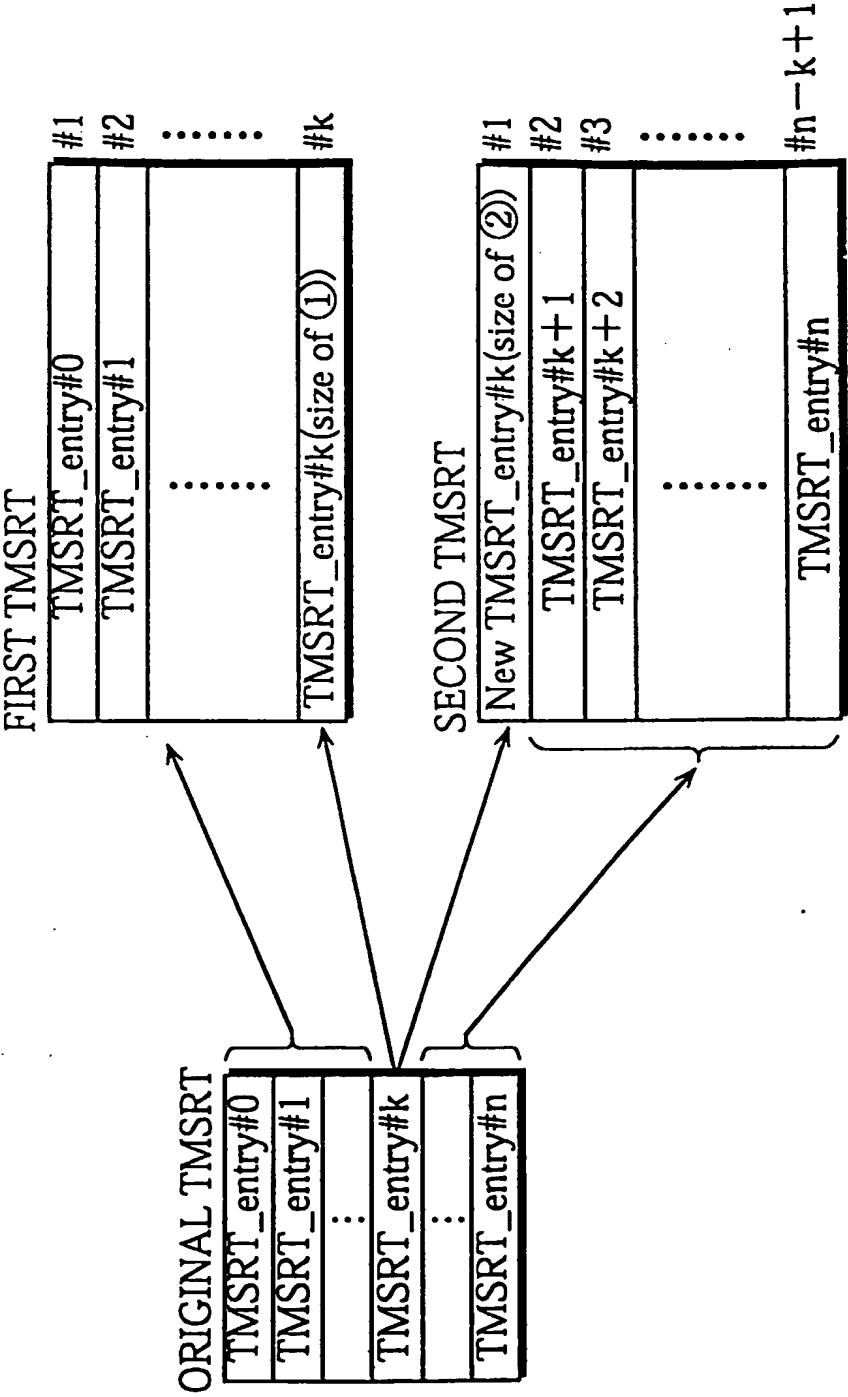 ORIGINAL TMSRT
TMSRT_entry#0
TMSRT_entry#1
⋯
TMSRT_entry#k
⋯
TMSRT_entry#n
FIRST TMSRT
TMSRT_entry#0 #1
TMSRT_entry#1 #2
....... .......
TMSRT_entry#k(size of ①) #k
SECOND TMSRT
New TMSRT_entry#k(size of ②) #1
TMSRT_entry#k+1 #2
TMSRT_entry#k+2 #3
....... .......
TMSRT_entry#n #n-k+1